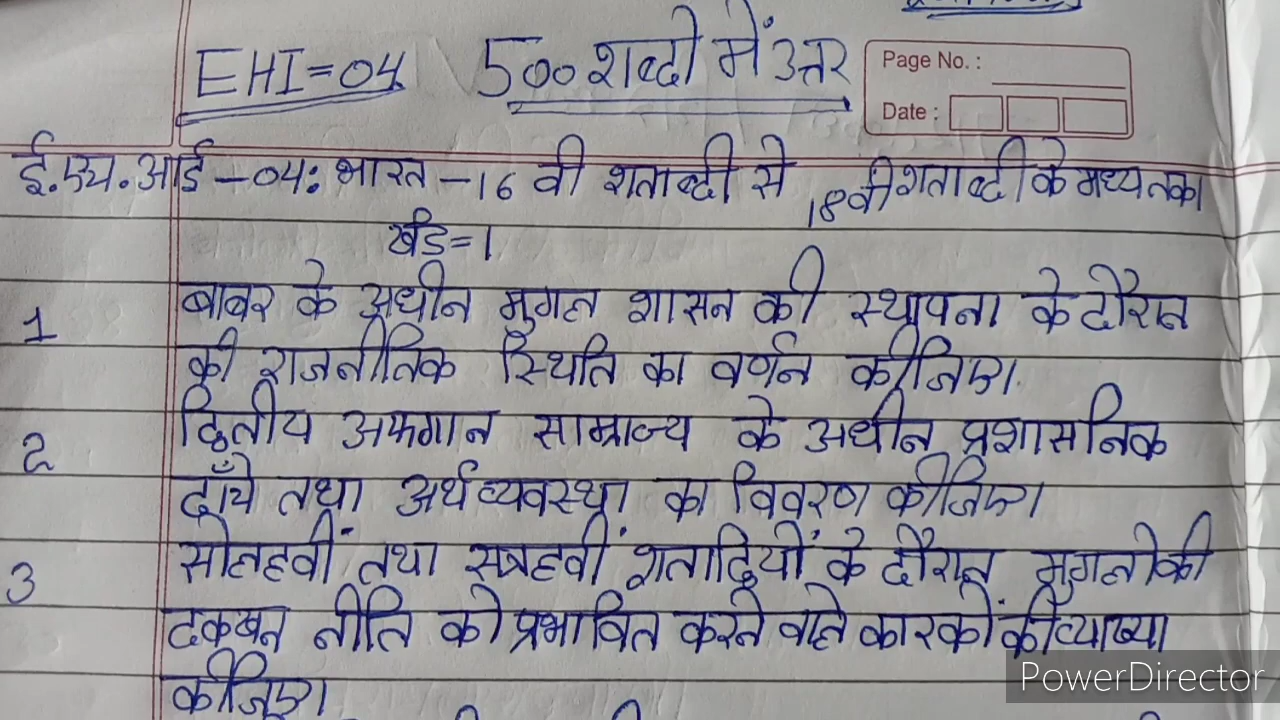 EHI=04 500 शब्दो में उत्तर
Page No. :
Date :
ई.एच.आई-04: भारत-16 वी शताब्दी से 18वी शताब्दी के मध्य तक।
खंड=1
1 बाबर के अधीन मुगल शासन की स्थापना के दौरान
की राजनीतिक स्थिति का वर्णन कीजिए।
2 द्वितीय अफगान साम्राज्य के अधीन प्रशासनिक
ढाँचे तथा अर्थव्यवस्था का विवरण कीजिए।
3 सोलहवीं तथा सत्रहवीं शताब्दियों के दौरान मुगलो की
दक्खन नीति को प्रभावित करने वाले कारकों की व्याख्या
कीजिए।
PowerDirector